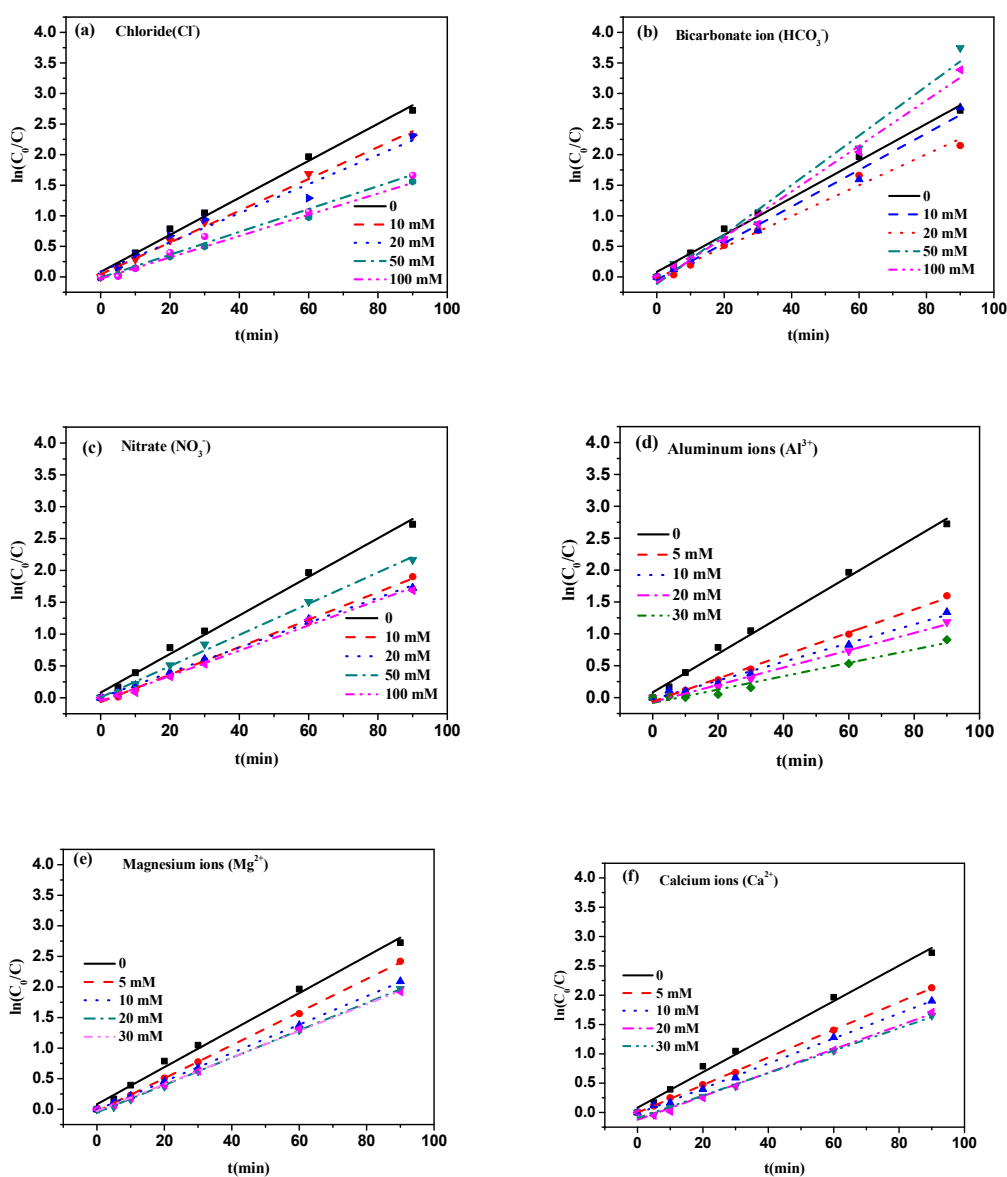 (a) Chloride(Cl⁻)
ln(C₀/C)
4.0
3.5
3.0
2.5
2.0
1.5
1.0
0.5
0.0
0
10 mM
20 mM
50 mM
100 mM
0 20 40 60 80 100
t(min)
(b) Bicarbonate ion (HCO₃⁻)
ln(C₀/C)
4.0
3.5
3.0
2.5
2.0
1.5
1.0
0.5
0.0
0
10 mM
20 mM
50 mM
100 mM
0 20 40 60 80 100
t(min)
(c) Nitrate (NO₃⁻)
ln(C₀/C)
4.0
3.5
3.0
2.5
2.0
1.5
1.0
0.5
0.0
0
10 mM
20 mM
50 mM
100 mM
0 20 40 60 80 100
t(min)
(d) Aluminum ions (Al³⁺)
ln(C₀/C)
4.0
3.5
3.0
2.5
2.0
1.5
1.0
0.5
0.0
0
5 mM
10 mM
20 mM
30 mM
0 20 40 60 80 100
t(min)
(e) Magnesium ions (Mg²⁺)
ln(C₀/C)
4.0
3.5
3.0
2.5
2.0
1.5
1.0
0.5
0.0
0
5 mM
10 mM
20 mM
30 mM
0 20 40 60 80 100
t(min)
(f) Calcium ions (Ca²⁺)
ln(C₀/C)
4.0
3.5
3.0
2.5
2.0
1.5
1.0
0.5
0.0
0
5 mM
10 mM
20 mM
30 mM
0 20 40 60 80 100
t(min)